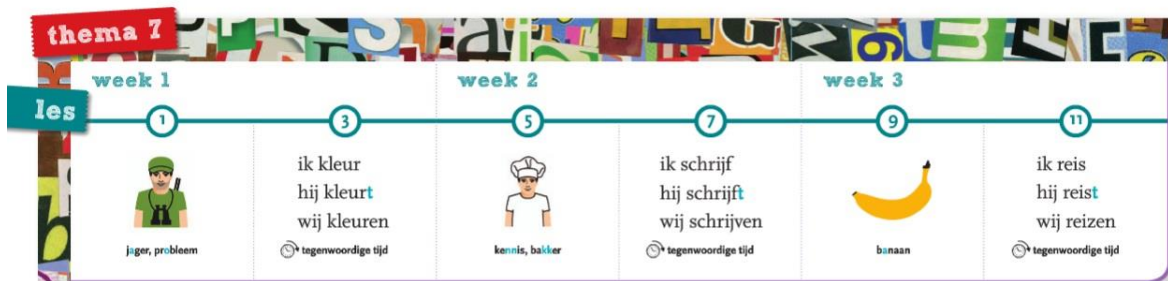 thema 7
week 1
week 2
week 3
les
1
3
5
7
9
11
jager, probleem
ik kleur
hij kleurt
wij kleuren
tegenwoordige tijd
kennis, bakker
ik schrijf
hij schrijft
wij schrijven
tegenwoordige tijd
banaan
ik reis
hij reist
wij reizen
tegenwoordige tijd